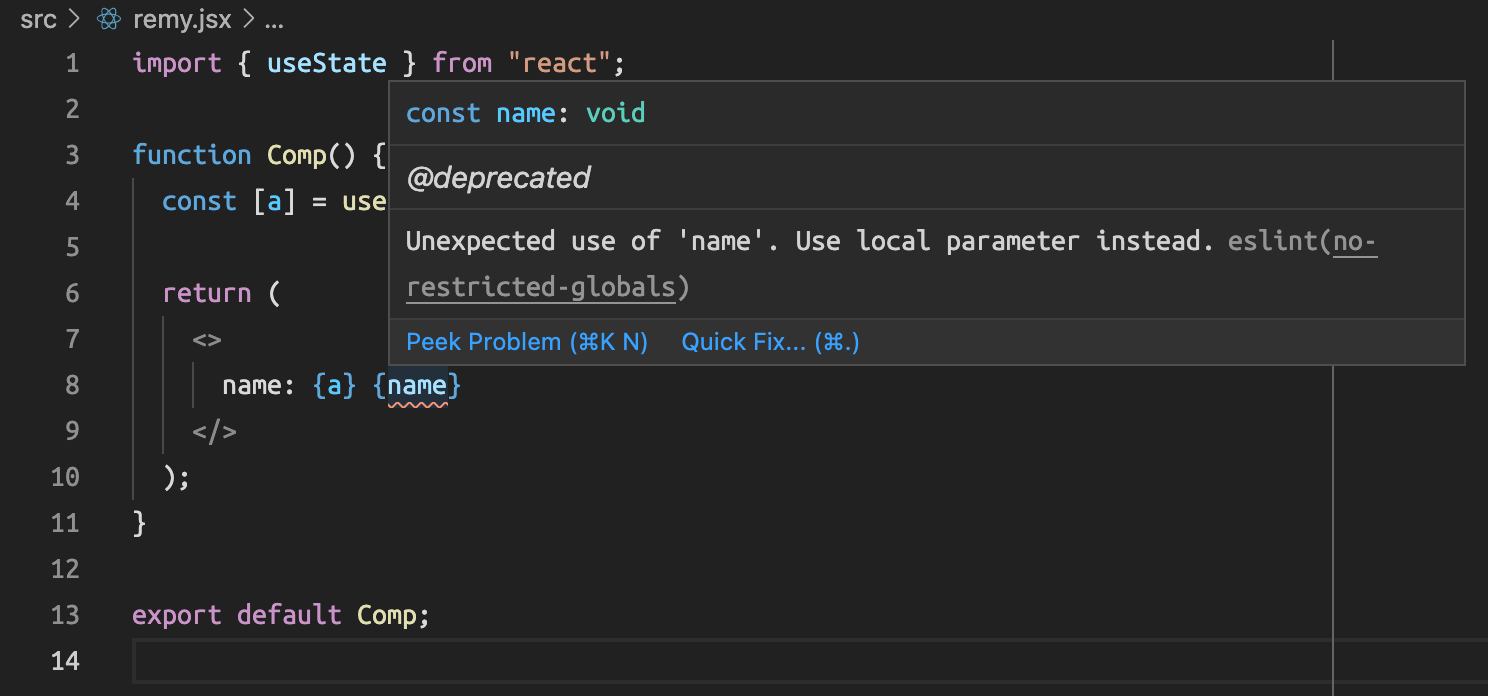 src > remy.jsx > ...
1 import { useState } from "react";
2
const name: void
3 function Comp() {
@deprecated
4 const [a] = use
Unexpected use of 'name'. Use local parameter instead. eslint(no-
5
restricted-globals)
6 return (
7 <>
Peek Problem (⌘K N) Quick Fix... (⌘.)
8 name: {a} {name}
9 </>
10 );
11 }
12
13 export default Comp;
14